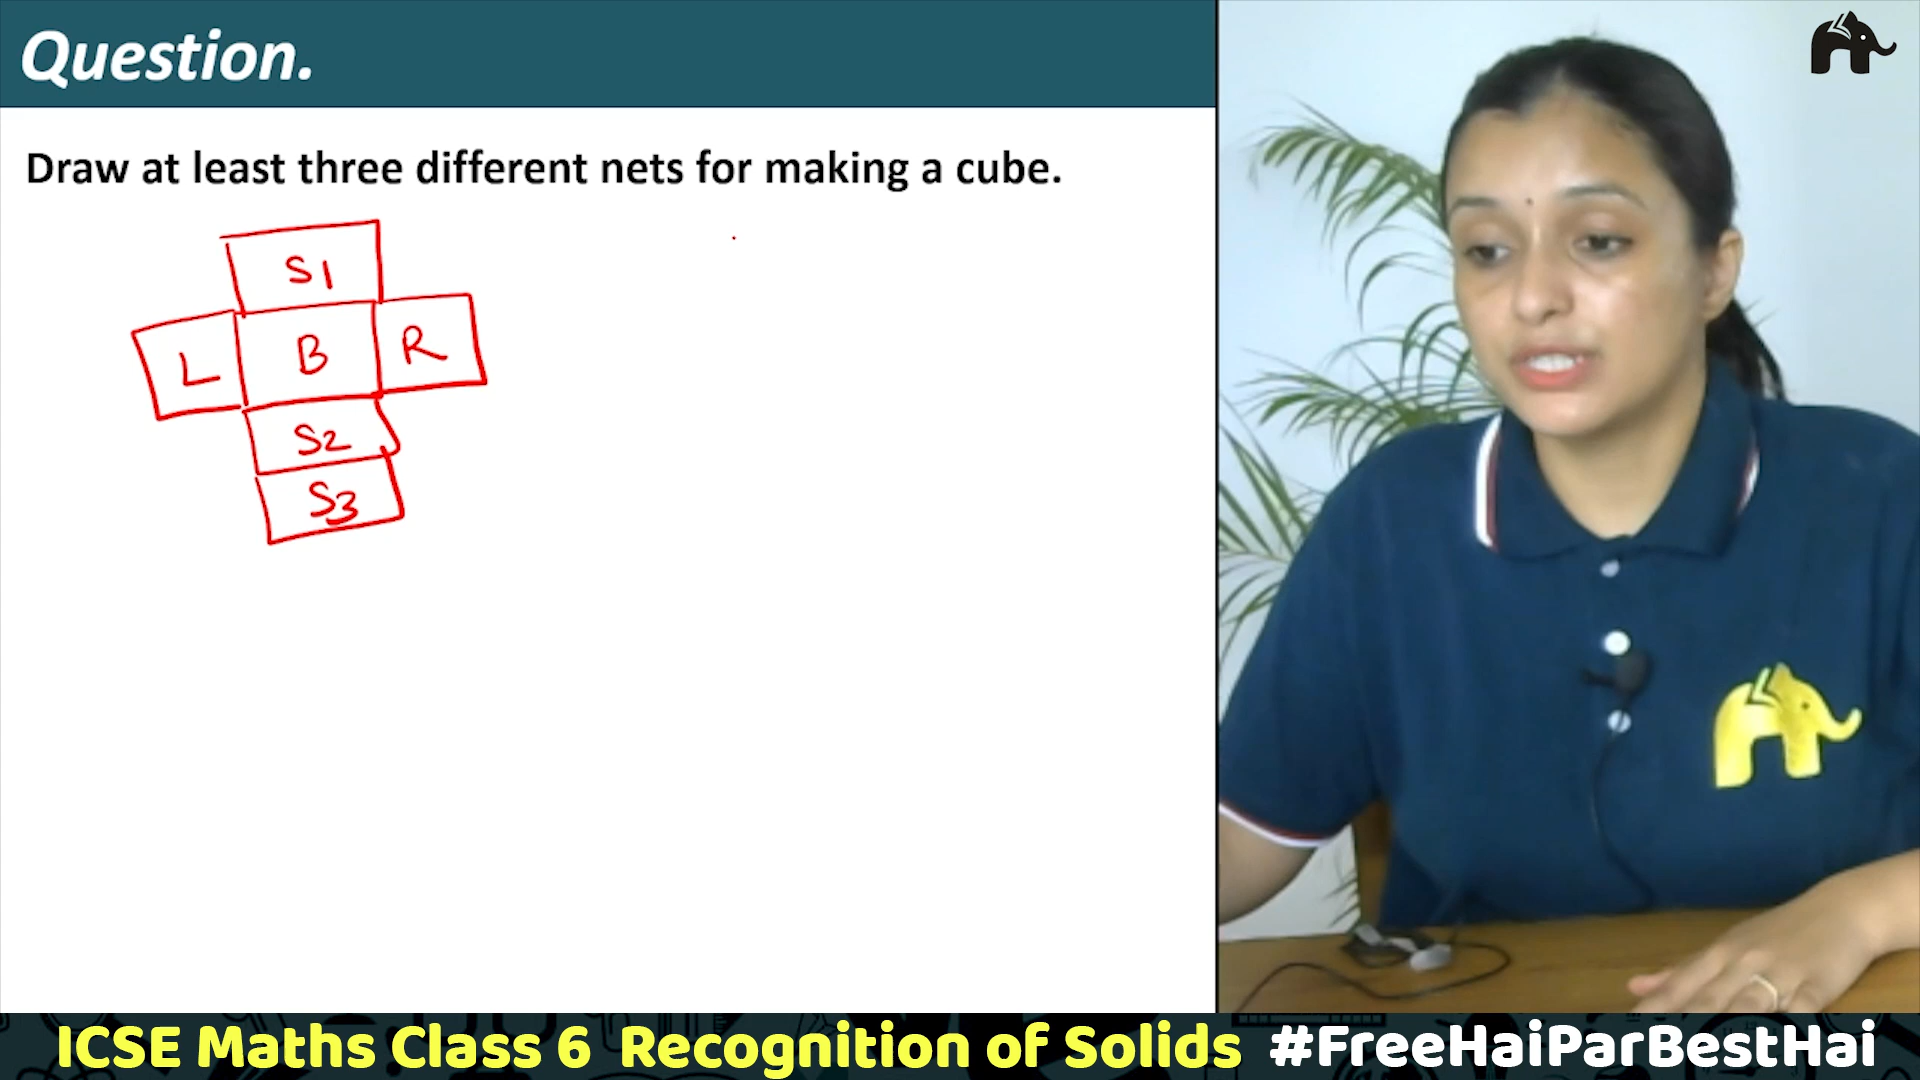 Question.
Draw at least three different nets for making a cube.
S1
L B R
S2
S3
ICSE Maths Class 6 Recognition of Solids #FreeHaiParBestHai